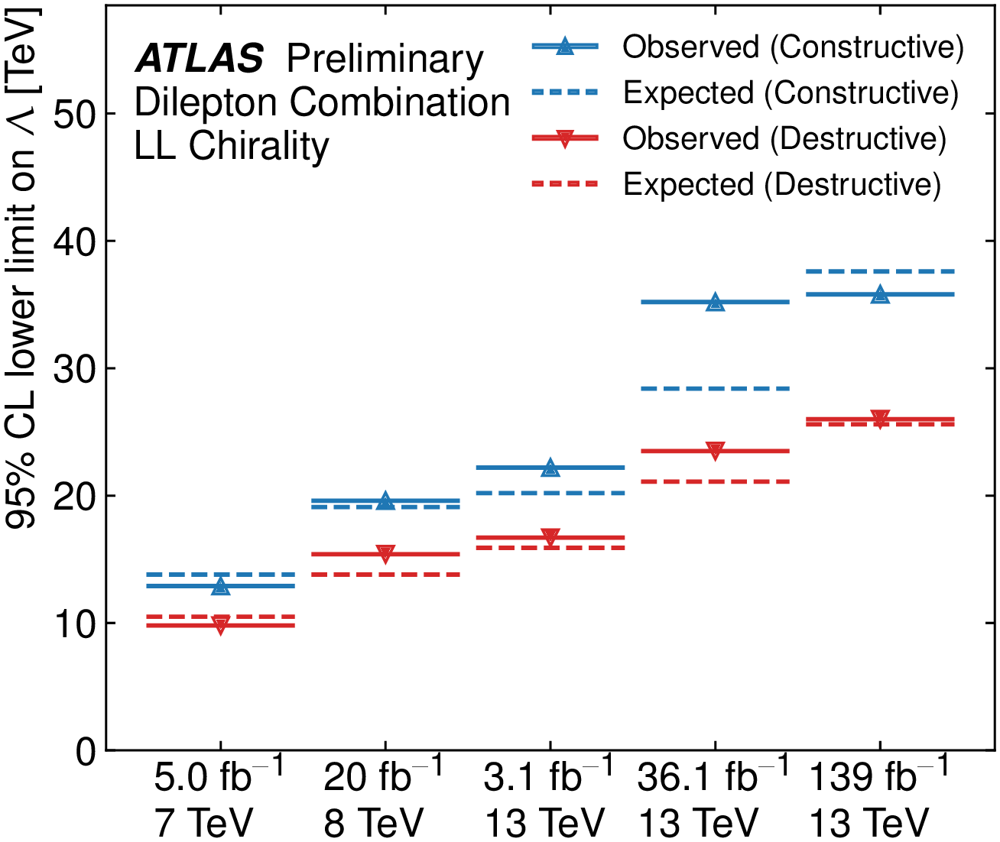 ATLAS Preliminary
Dilepton Combination
LL Chirality
Observed (Constructive)
Expected (Constructive)
Observed (Destructive)
Expected (Destructive)
95% CL lower limit on Λ [TeV]
50
40
30
20
10
0
5.0 fb⁻¹ 20 fb⁻¹ 3.1 fb⁻¹ 36.1 fb⁻¹ 139 fb⁻¹
7 TeV 8 TeV 13 TeV 13 TeV 13 TeV